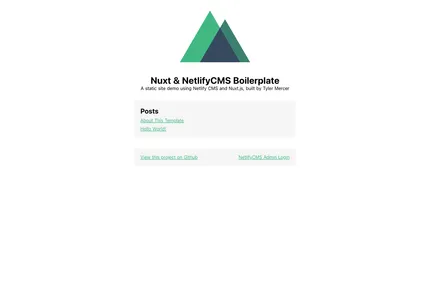 Nuxt & NetlifyCMS Boilerplate
A static site demo using Netlify CMS and Nuxt.js, built by Tyler Mercer
Posts
About This Template
Hello World!
View this project on Github
NetlifyCMS Admin Login